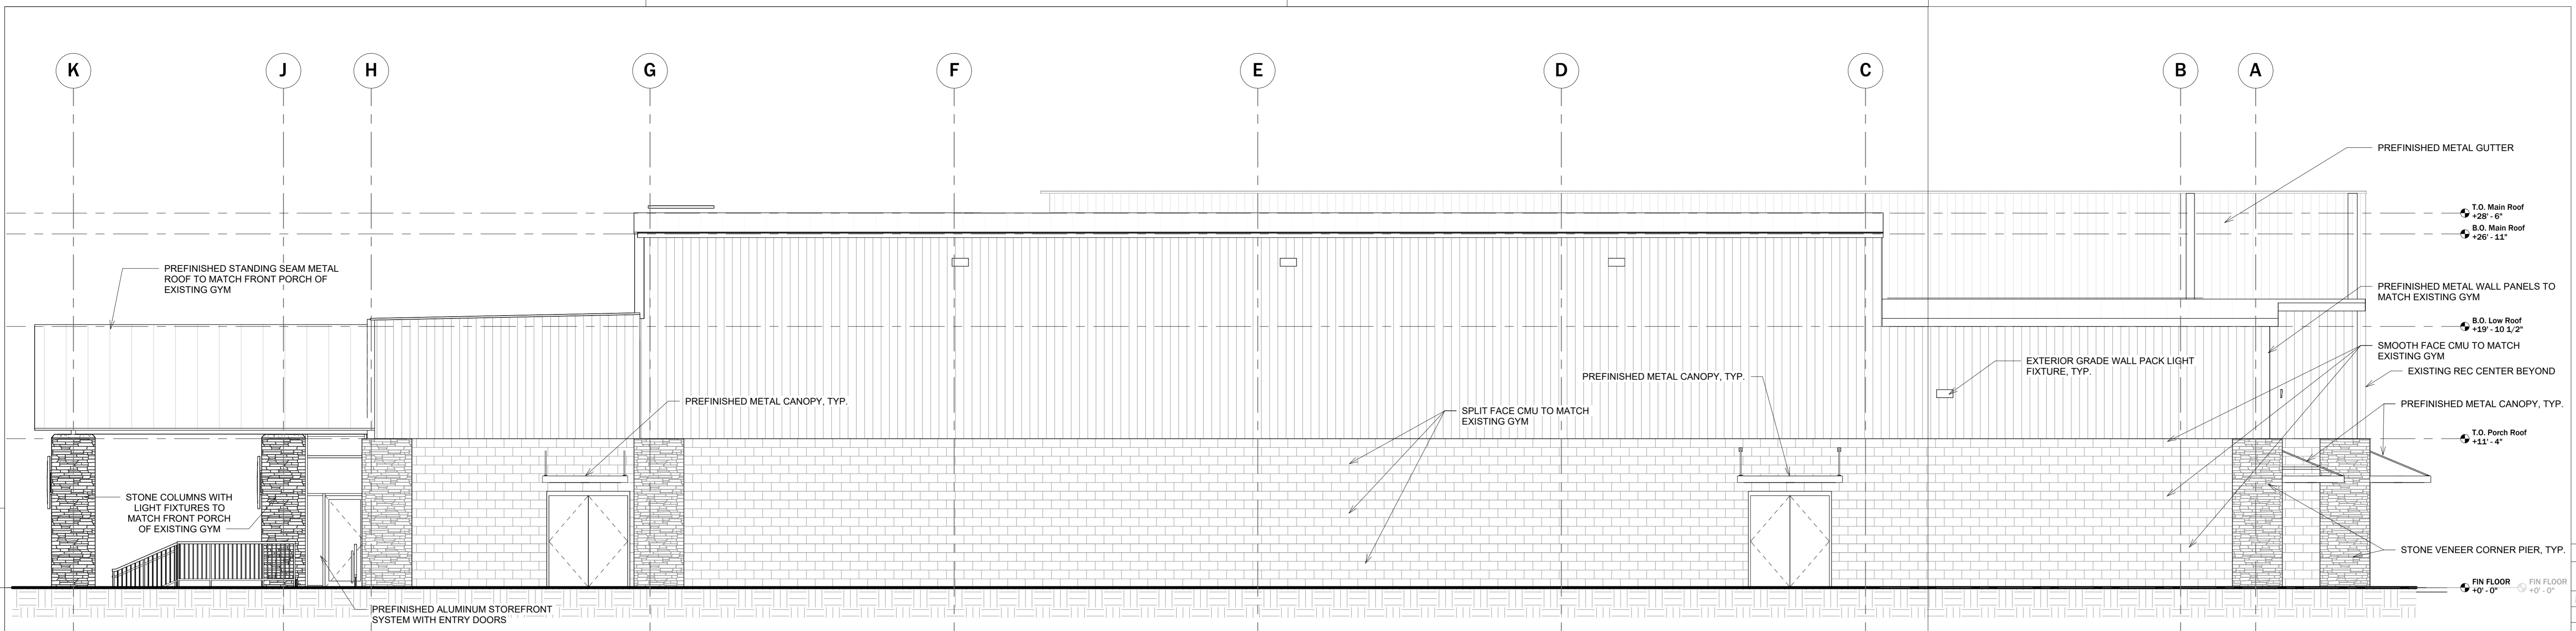 K
J
H
G
F
E
D
C
B
A
PREFINISHED METAL GUTTER
T.O. Main Roof
+28' - 6"
B.O. Main Roof
+26' - 11"
PREFINISHED STANDING SEAM METAL
ROOF TO MATCH FRONT PORCH OF
EXISTING GYM
PREFINISHED METAL WALL PANELS TO
MATCH EXISTING GYM
B.O. Low Roof
+19' - 10 1/2"
SMOOTH FACE CMU TO MATCH
EXISTING GYM
EXTERIOR GRADE WALL PACK LIGHT
FIXTURE, TYP.
EXISTING REC CENTER BEYOND
PREFINISHED METAL CANOPY, TYP.
PREFINISHED METAL CANOPY, TYP.
PREFINISHED METAL CANOPY, TYP.
SPLIT FACE CMU TO MATCH
EXISTING GYM
T.O. Porch Roof
+11' - 4"
STONE COLUMNS WITH
LIGHT FIXTURES TO
MATCH FRONT PORCH
OF EXISTING GYM
STONE VENEER CORNER PIER, TYP.
FIN FLOOR
+0' - 0"
FIN FLOOR
+0' - 0"
PREFINISHED ALUMINUM STOREFRONT
SYSTEM WITH ENTRY DOORS